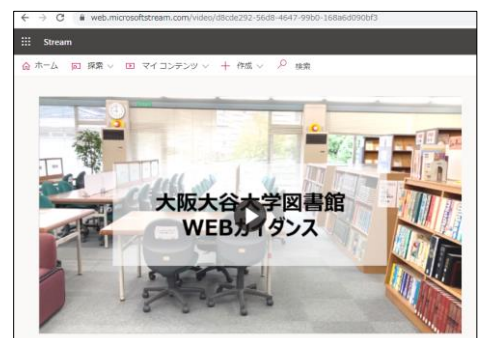 web.microsoftstream.com/video/d8cde292-56d8-4647-99b0-168a6d090bf3
Stream
ホーム 探索 マイ コンテンツ 作成 検索
大阪大谷大学図書館
WEBガイダンス